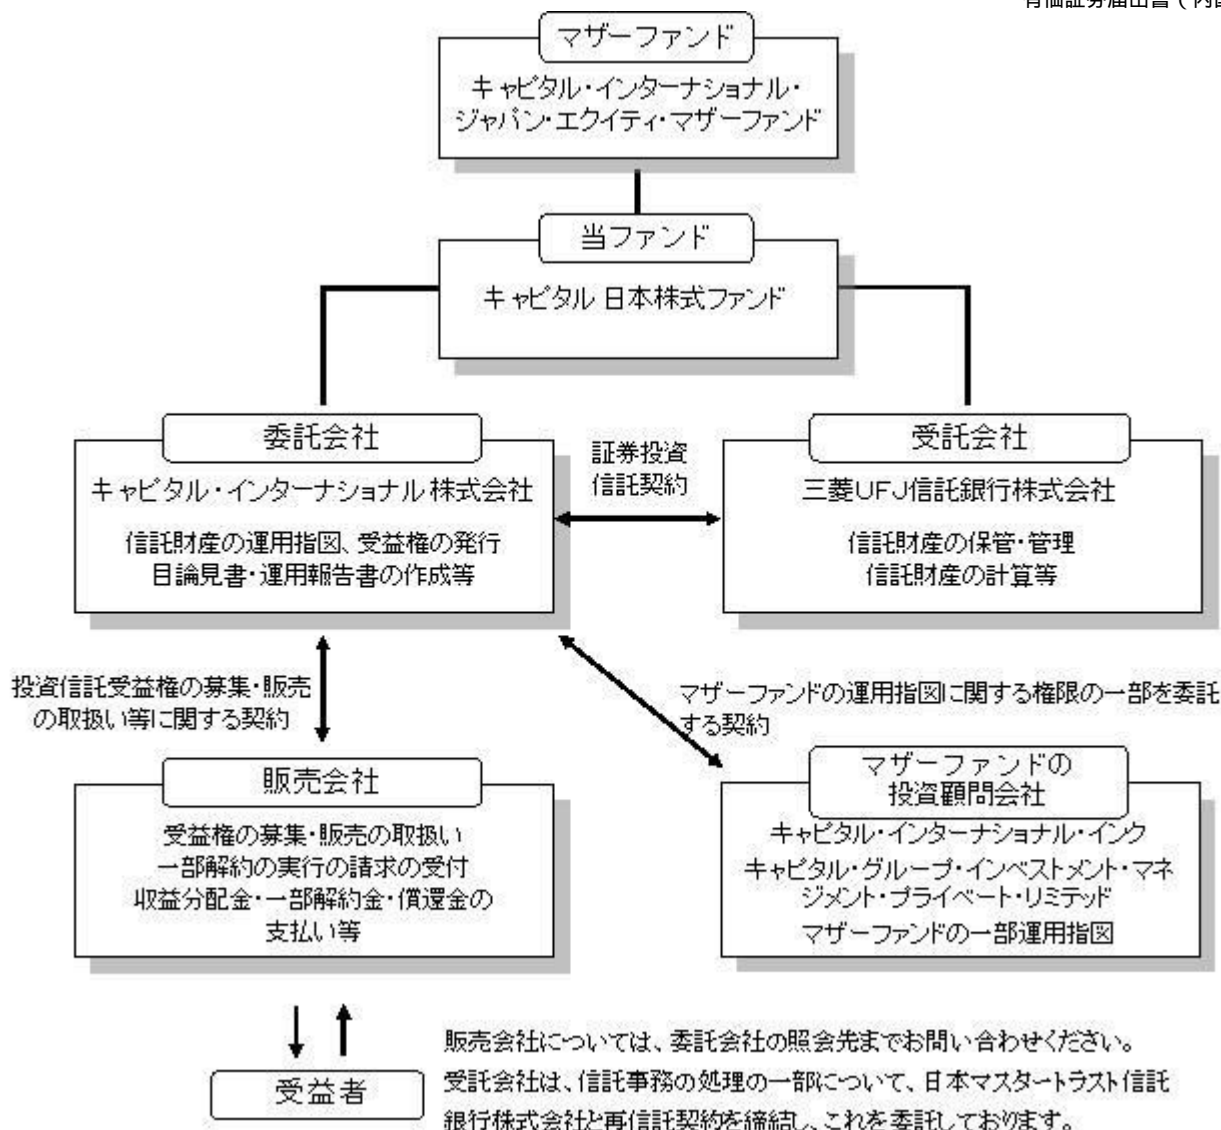 有価証券届出書(内国
マザーファンド
キャピタル・インターナショナル・
ジャパン・エクイティ・マザーファンド
当ファンド
キャピタル 日本株式ファンド
委託会社
キャピタル・インターナショナル 株式会社
信託財産の運用指図、受益権の発行
目論見書・運用報告書の作成等
証券投資
信託契約
受託会社
三菱UFJ信託銀行株式会社
信託財産の保管・管理
信託財産の計算等
投資信託受益権の募集・販売
の取扱い等に関する契約
マザーファンドの運用指図に関する権限の一部を委託
する契約
販売会社
受益権の募集・販売の取扱い
一部解約の実行の請求の受付
収益分配金・一部解約金・償還金の
支払い等
マザーファンドの
投資顧問会社
キャピタル・インターナショナル・インク
キャピタル・グループ・インベストメント・マネ
ジメント・プライベート・リミテッド
マザーファンドの一部運用指図
受益者
販売会社については、委託会社の照会先までお問い合わせください。
受託会社は、信託事務の処理の一部について、日本マスタートラスト信託
銀行株式会社と再信託契約を締結し、これを委託しております。